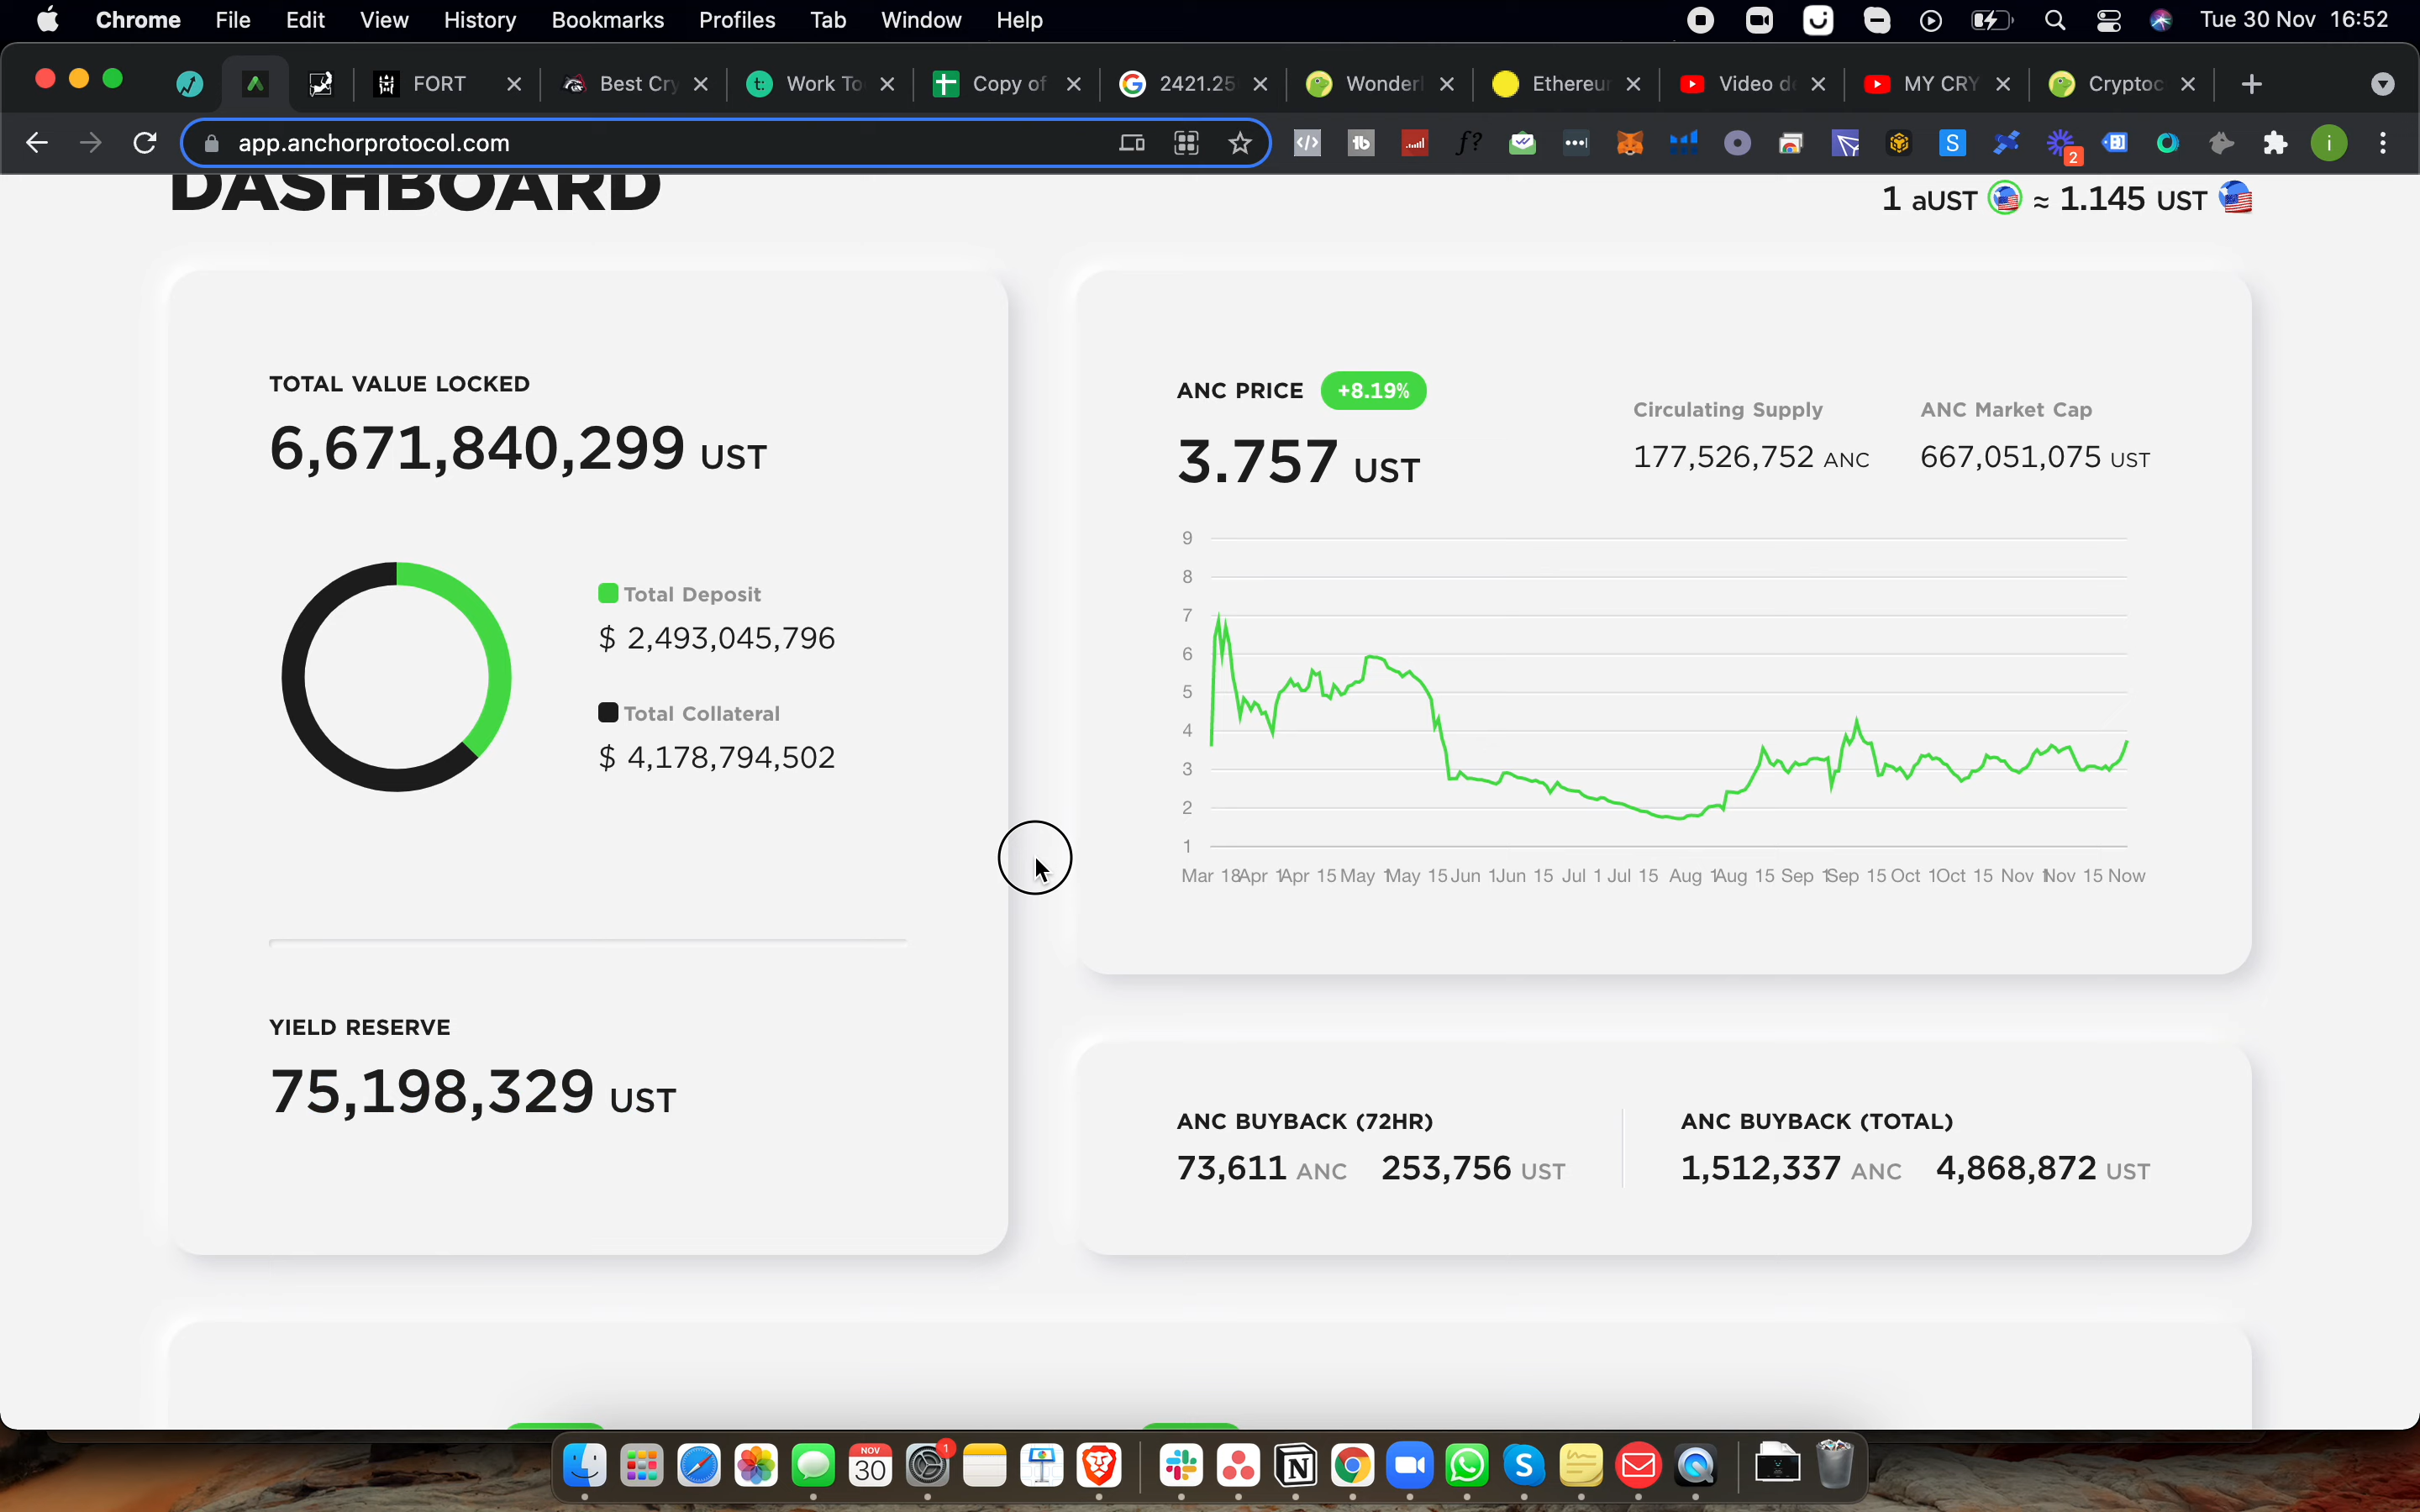 Chrome File Edit View History Bookmarks Profiles Tab Window Help Tue 30 Nov 16:52
FORT Best Cry Work To Copy of 2421.25 Wonderl Ethereur Video de MY CRY Cryptoc
app.anchorprotocol.com
DASHBOARD
1 aUST ≈ 1.145 UST
TOTAL VALUE LOCKED
6,671,840,299 UST
Total Deposit
$ 2,493,045,796
Total Collateral
$ 4,178,794,502
YIELD RESERVE
75,198,329 UST
ANC PRICE +8.19%
3.757 UST
Circulating Supply
177,526,752 ANC
ANC Market Cap
667,051,075 UST
9
8
7
6
5
4
3
2
1
Mar 18 Apr 1 Apr 15 May 1 May 15 Jun 1 Jun 15 Jul 1 Jul 15 Aug 1 Aug 15 Sep 1 Sep 15 Oct 1 Oct 15 Nov 1 Nov 15 Now
ANC BUYBACK (72HR)
73,611 ANC 253,756 UST
ANC BUYBACK (TOTAL)
1,512,337 ANC 4,868,872 UST
NOV
30
1